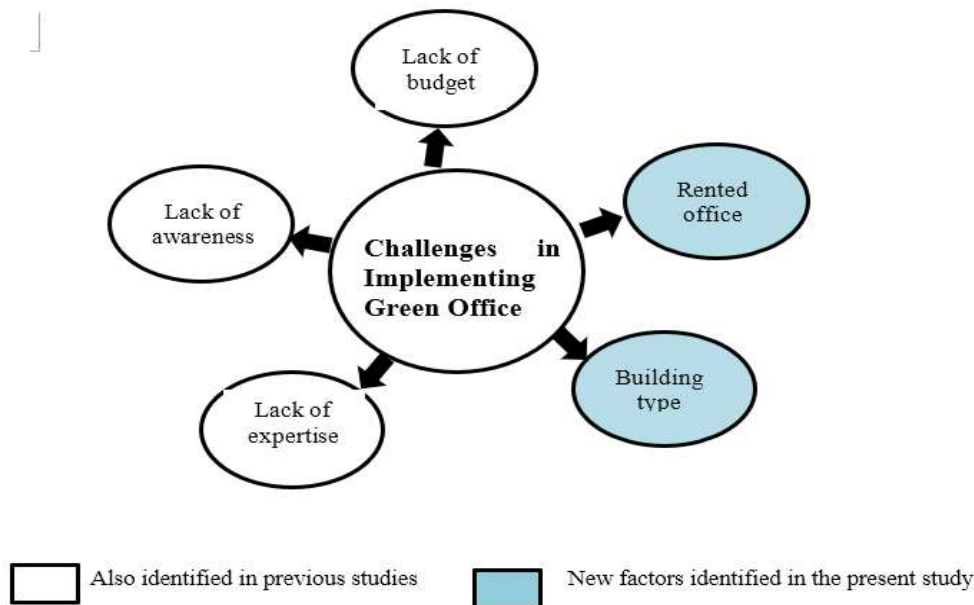 Lack of
budget
Rented
office
Lack of
awareness
Challenges in
Implementing
Green Office
Building
type
Lack of
expertise
Also identified in previous studies
New factors identified in the present study